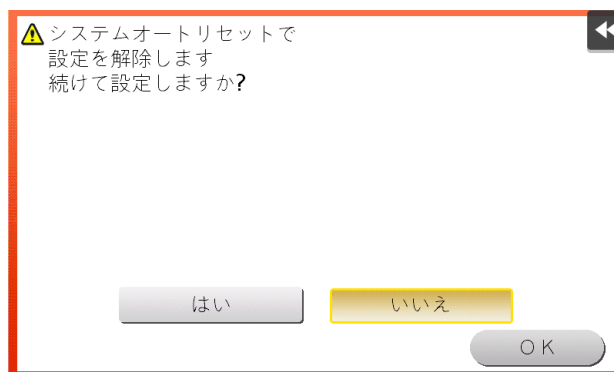 システムオートリセットで
設定を解除します
続けて設定しますか?
はい
いいえ
OK